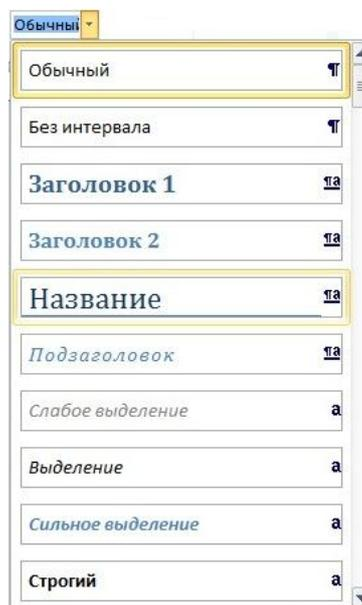 Обычный
Обычный ¶
Без интервала ¶
Заголовок 1 ¶a
Заголовок 2 ¶a
Название ¶a
Подзаголовок ¶a
Слабое выделение a
Выделение a
Сильное выделение a
Строгий a